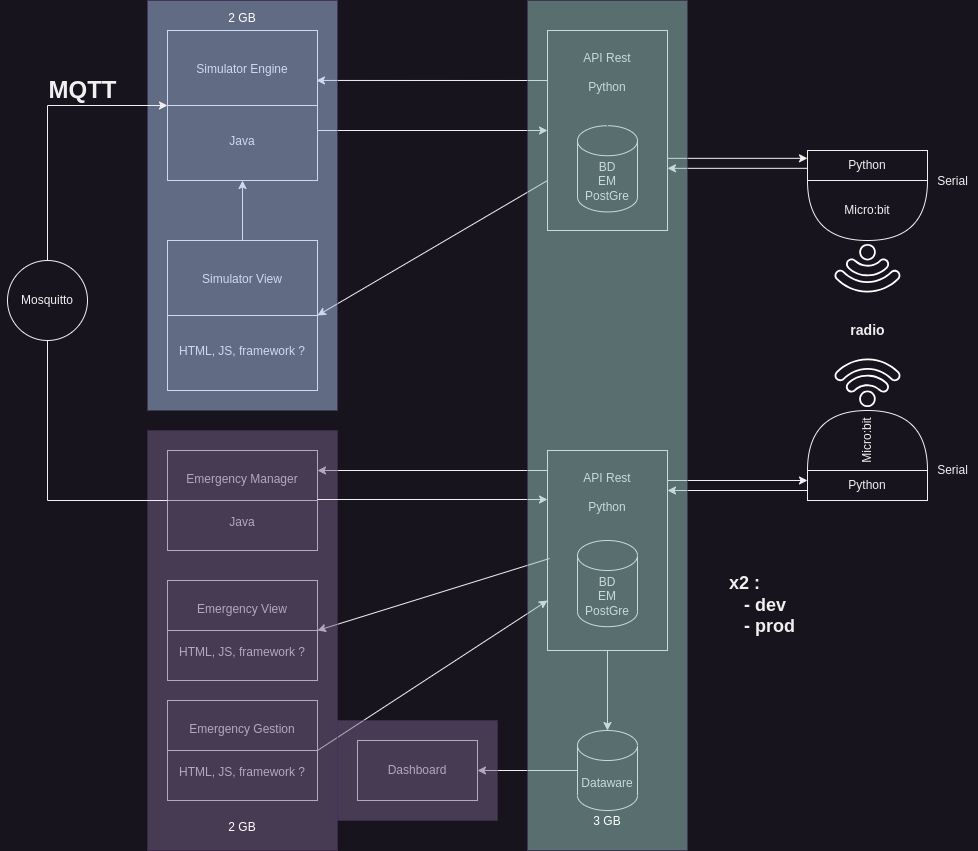 2 GB
Simulator Engine
Java
MQTT
Simulator View
HTML, JS, framework ?
Mosquitto
API Rest
Python
BD
EM
PostGre
Python
Micro:bit
Serial
radio
Micro:bit
Python
Serial
Emergency Manager
Java
Emergency View
HTML, JS, framework ?
Emergency Gestion
HTML, JS, framework ?
2 GB
Dashboard
API Rest
Python
BD
EM
PostGre
Dataware
3 GB
x2 :
- dev
- prod